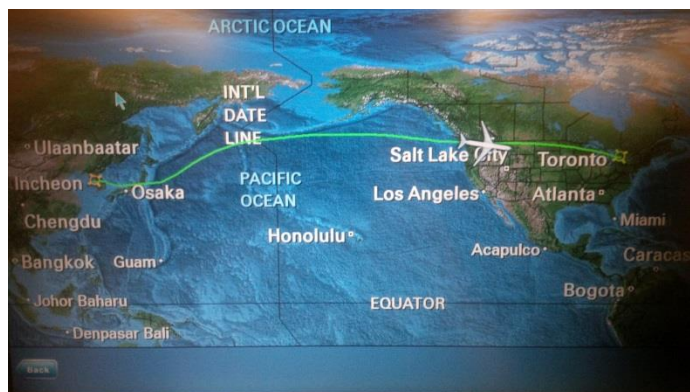 ARCTIC OCEAN
INT'L
DATE
LINE
Ulaanbaatar
Salt Lake City
Toronto
Incheon
Osaka
PACIFIC
OCEAN
Los Angeles
Atlanta
Chengdu
Miami
Honolulu
Acapulco
Caracas
Bangkok
Guam
Bogota
Johor Baharu
EQUATOR
Denpasar Bali
Back